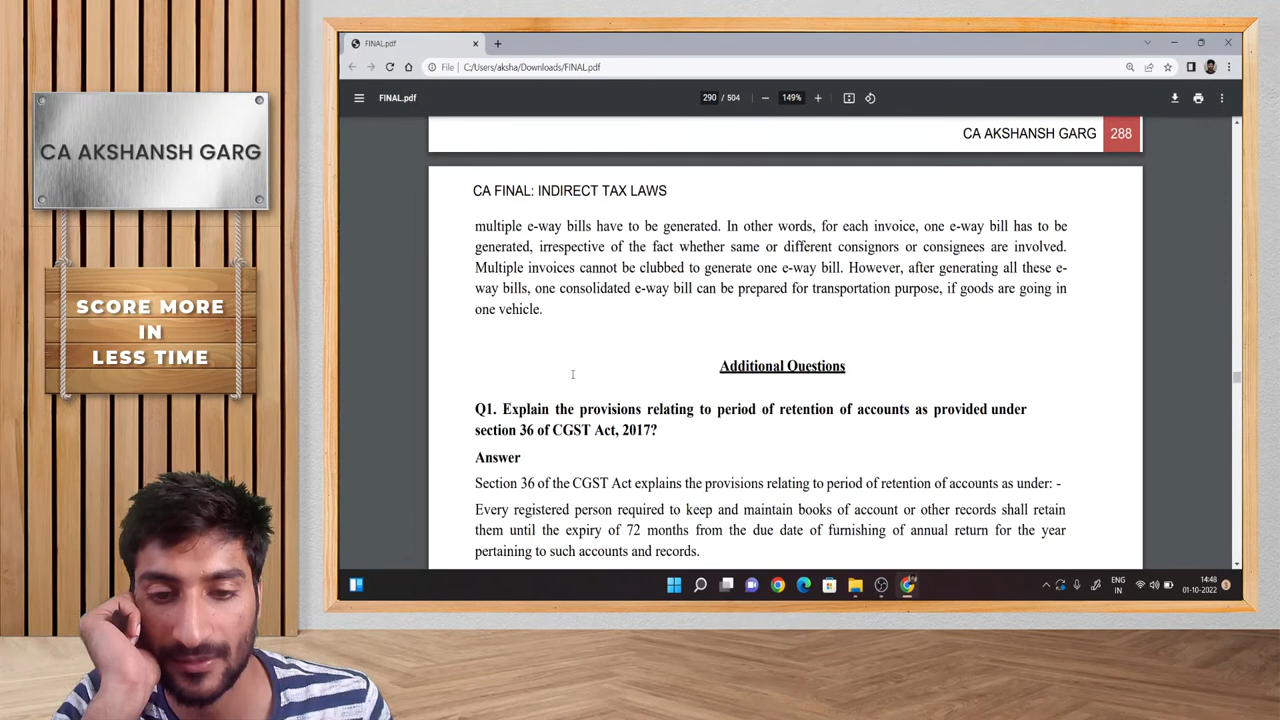 CA AKSHANSH GARG
SCORE MORE
IN
LESS TIME
FINAL.pdf
File
C:/Users/aksha/Downloads/FINAL.pdf
FINAL.pdf
290 / 504
149%
CA AKSHANSH GARG 288
CA FINAL: INDIRECT TAX LAWS
multiple e-way bills have to be generated. In other words, for each invoice, one e-way bill has to be
generated, irrespective of the fact whether same or different consignors or consignees are involved.
Multiple invoices cannot be clubbed to generate one e-way bill. However, after generating all these e-
way bills, one consolidated e-way bill can be prepared for transportation purpose, if goods are going in
one vehicle.
Additional Questions
Q1. Explain the provisions relating to period of retention of accounts as provided under
section 36 of CGST Act, 2017?
Answer
Section 36 of the CGST Act explains the provisions relating to period of retention of accounts as under: -
Every registered person required to keep and maintain books of account or other records shall retain
them until the expiry of 72 months from the due date of furnishing of annual return for the year
pertaining to such accounts and records.
ENG
IN
14:48
01-10-2022